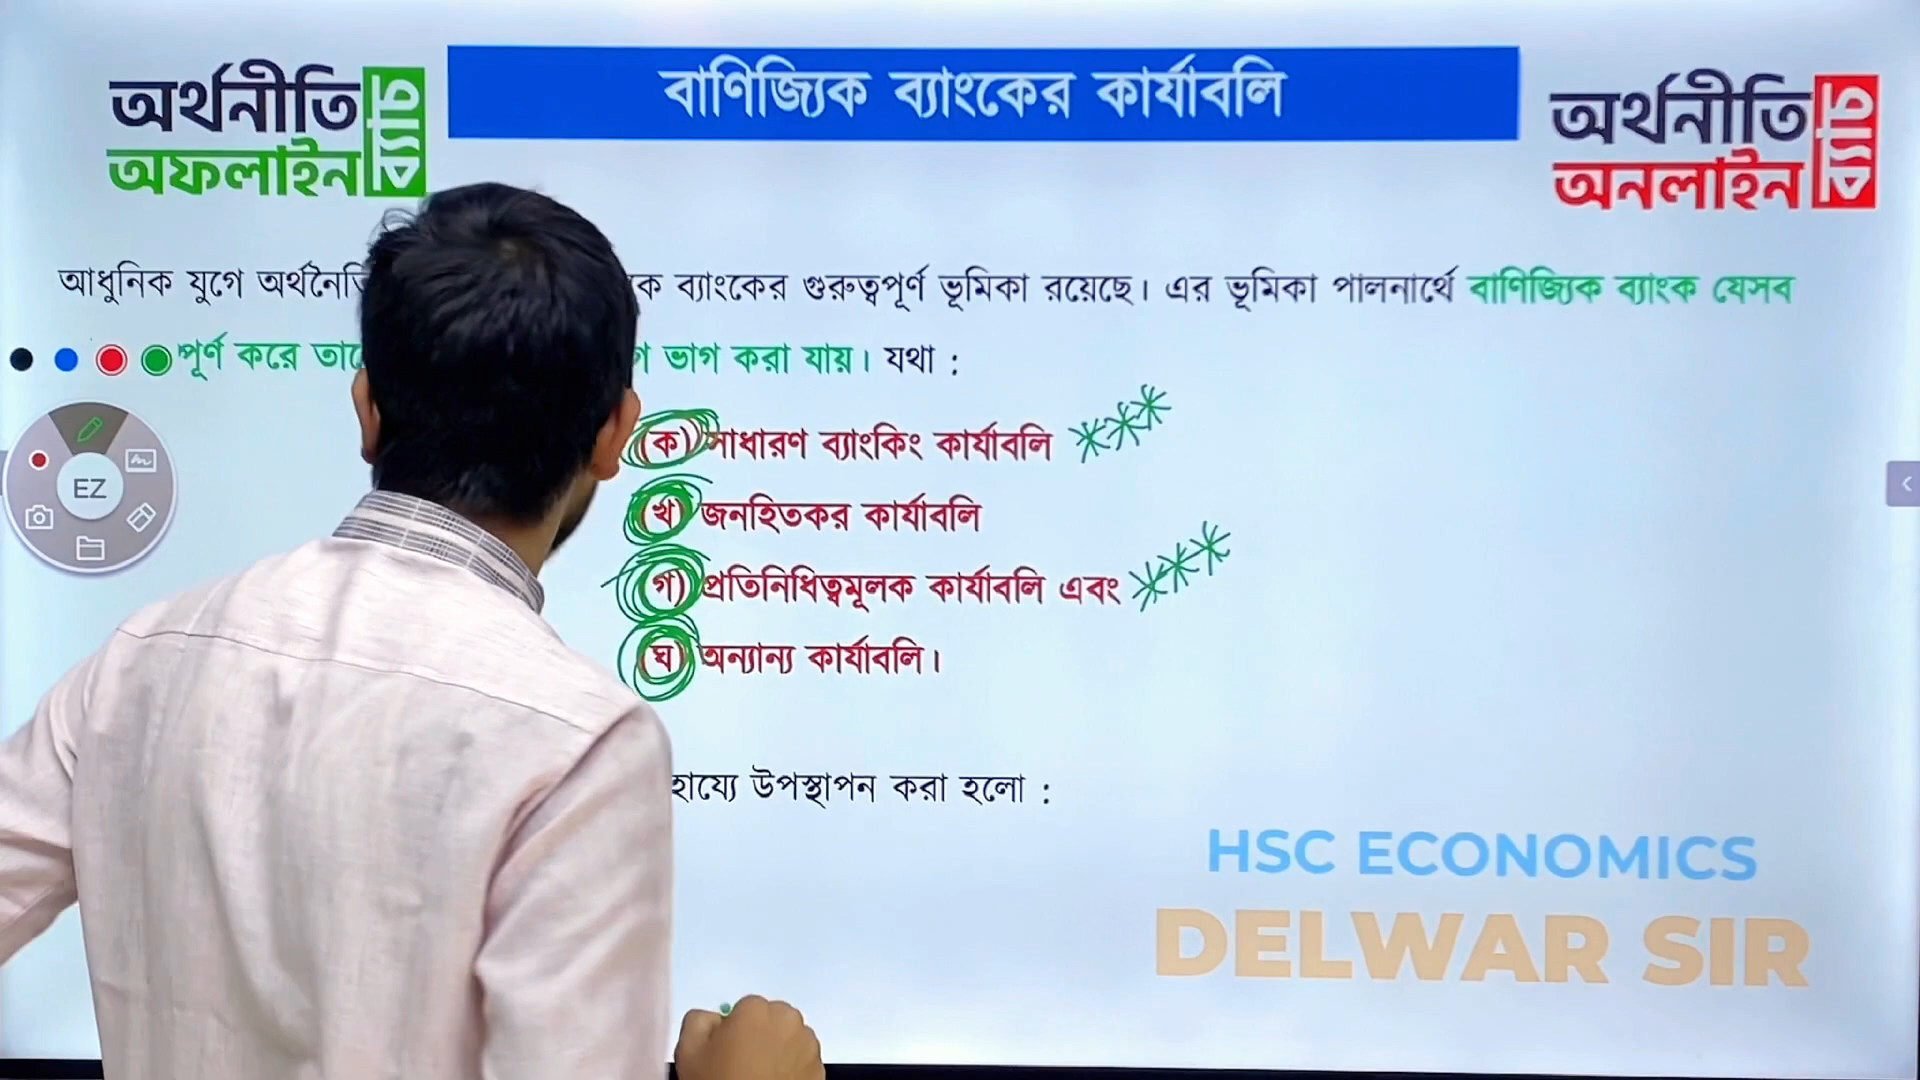 বাণিজ্যিক ব্যাংকের কার্যাবলি
অর্থনীতি
অফলাইন
ব্যাচ
অর্থনীতি
অনলাইন
ব্যাচ
আধুনিক যুগে ব্যাংকের গুরুত্বপূর্ণ ভূমিকা রয়েছে। এর ভূমিকা পালনার্থে বাণিজ্যিক ব্যাংক যেসব
পূর্ণ করে ভাগ করা যায়। যথা :
(ক) সাধারণ ব্যাংকিং কার্যাবলি
(খ) জনহিতকর কার্যাবলি
(গ) প্রতিনিধিত্বমূলক কার্যাবলি এবং
(ঘ) অন্যান্য কার্যাবলি।
EZ
উপস্থাপন করা হলো :
HSC ECONOMICS
DELWAR SIR